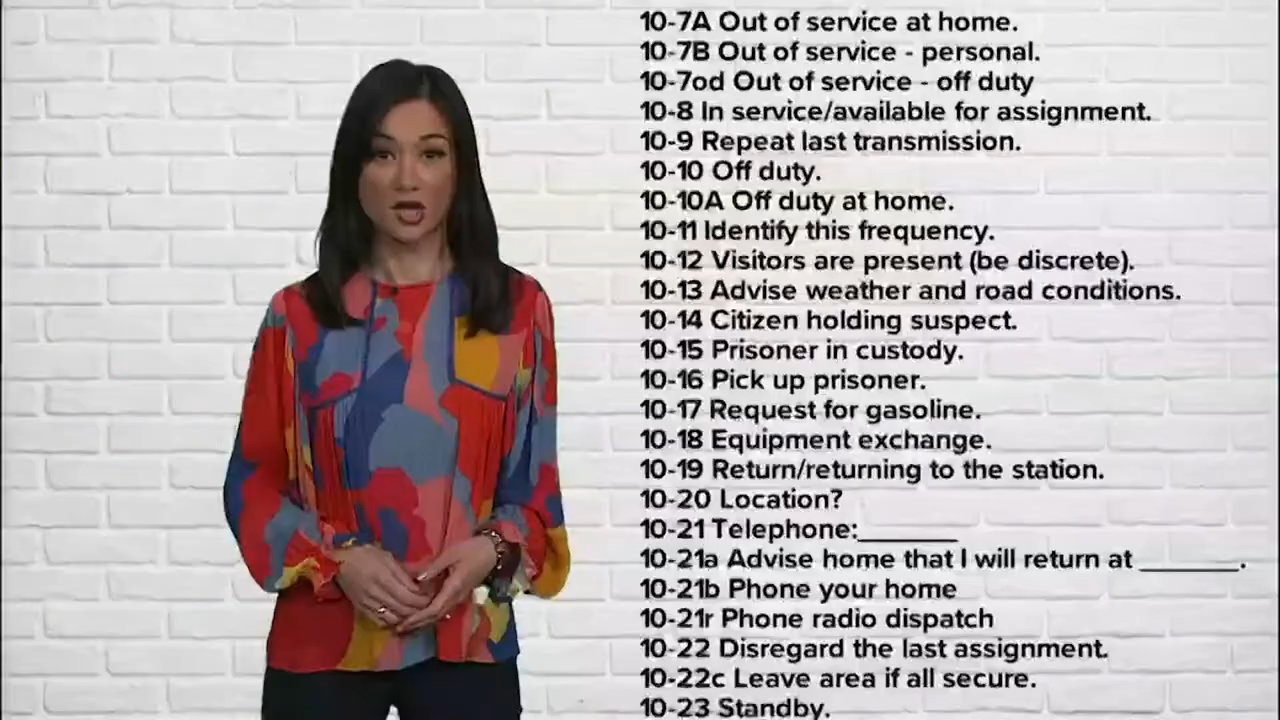 10-7A Out of service at home.
10-7B Out of service - personal.
10-7od Out of service - off duty
10-8 In service/available for assignment.
10-9 Repeat last transmission.
10-10 Off duty.
10-10A Off duty at home.
10-11 Identify this frequency.
10-12 Visitors are present (be discrete).
10-13 Advise weather and road conditions.
10-14 Citizen holding suspect.
10-15 Prisoner in custody.
10-16 Pick up prisoner.
10-17 Request for gasoline.
10-18 Equipment exchange.
10-19 Return/returning to the station.
10-20 Location?
10-21 Telephone:_______
10-21a Advise home that I will return at _______.
10-21b Phone your home
10-21r Phone radio dispatch
10-22 Disregard the last assignment.
10-22c Leave area if all secure.
10-23 Standby.